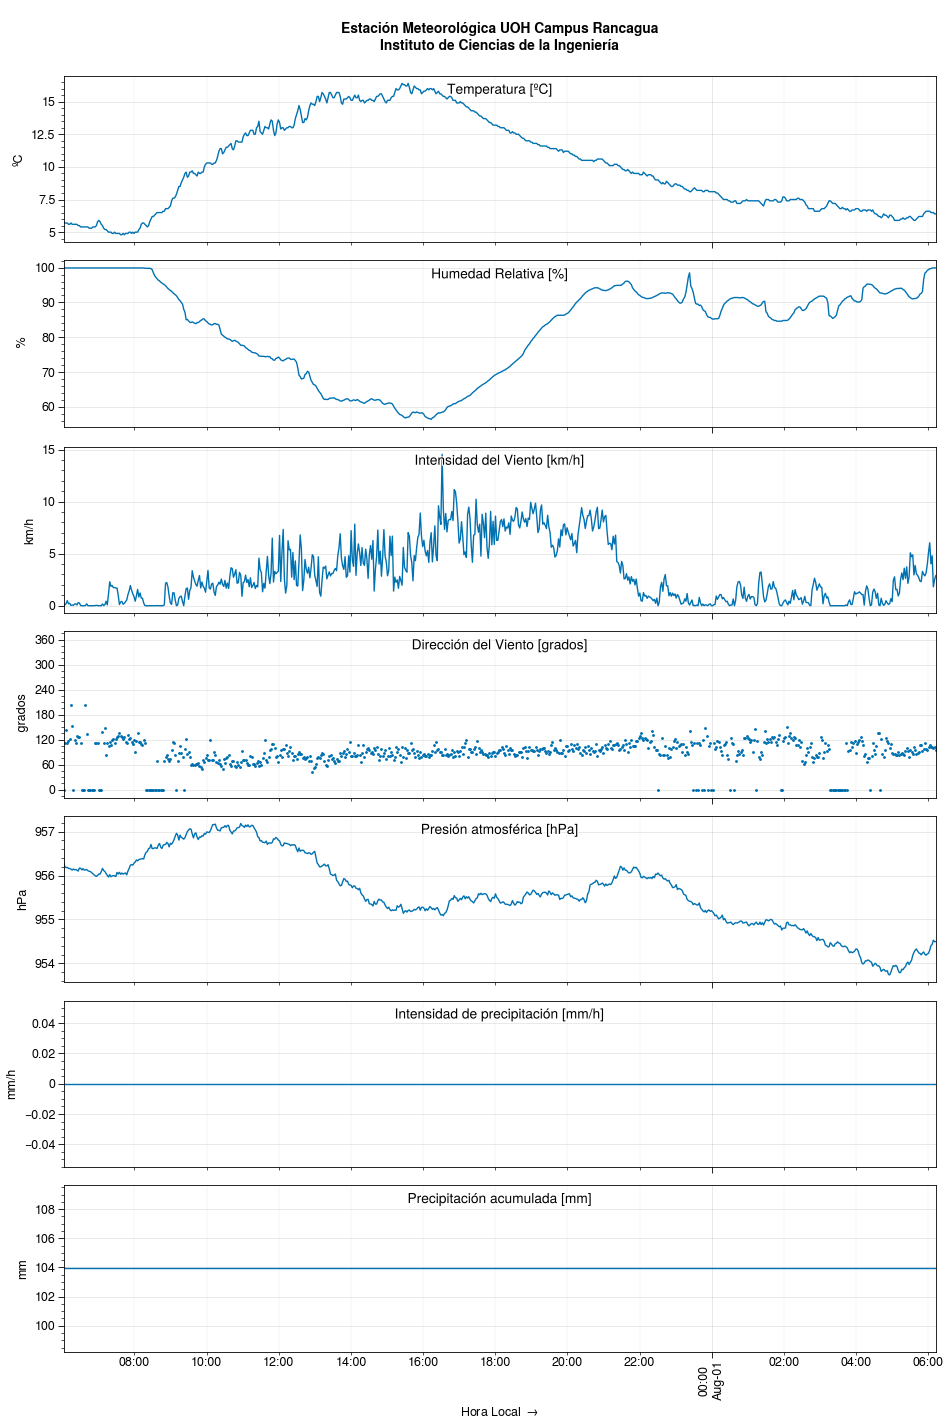 Estación Meteorológica UOH Campus Rancagua
Instituto de Ciencias de la Ingeniería
Temperatura [ºC]
15
12.5
10
7.5
5
ºC
Humedad Relativa [%]
100
90
80
70
60
%
Intensidad del Viento [km/h]
15
10
5
0
km/h
Dirección del Viento [grados]
360
300
240
180
120
60
0
grados
Presión atmosférica [hPa]
957
956
955
954
hPa
Intensidad de precipitación [mm/h]
0.04
0.02
0
−0.02
−0.04
mm/h
Precipitación acumulada [mm]
108
106
104
102
100
mm
08:00 10:00 12:00 14:00 16:00 18:00 20:00 22:00 00:00 02:00 04:00 06:00
Aug-01
Hora Local →